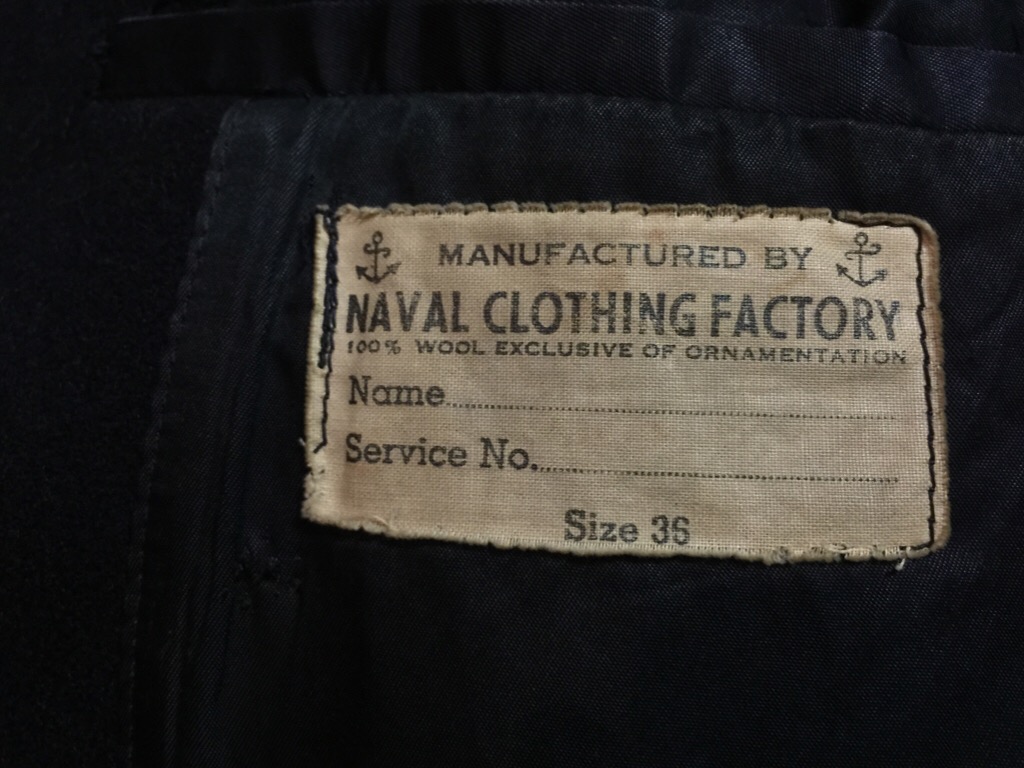 MANUFACTURED BY
NAVAL CLOTHING FACTORY
100% WOOL EXCLUSIVE OF ORNAMENTATION
Name
Service No.
Size 36